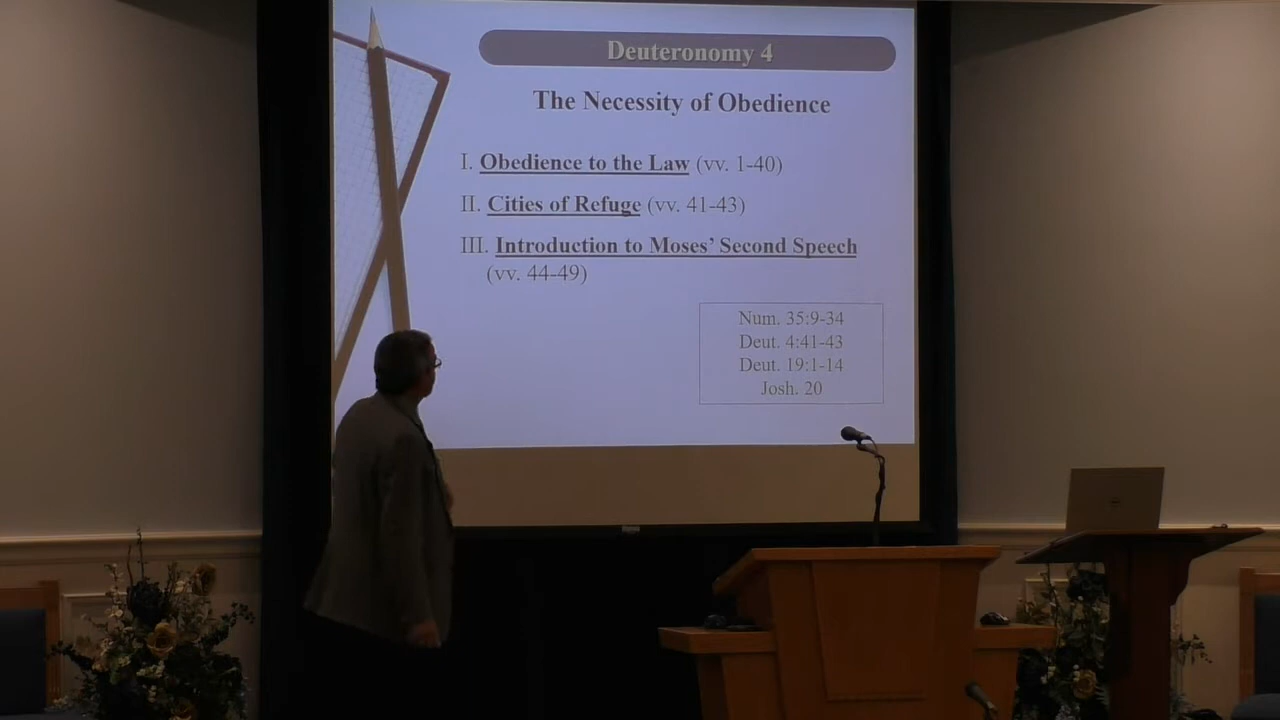 Deuteronomy 4
The Necessity of Obedience
I. Obedience to the Law (vv. 1-40)
II. Cities of Refuge (vv. 41-43)
III. Introduction to Moses’ Second Speech
(vv. 44-49)
Num. 35:9-34
Deut. 4:41-43
Deut. 19:1-14
Josh. 20